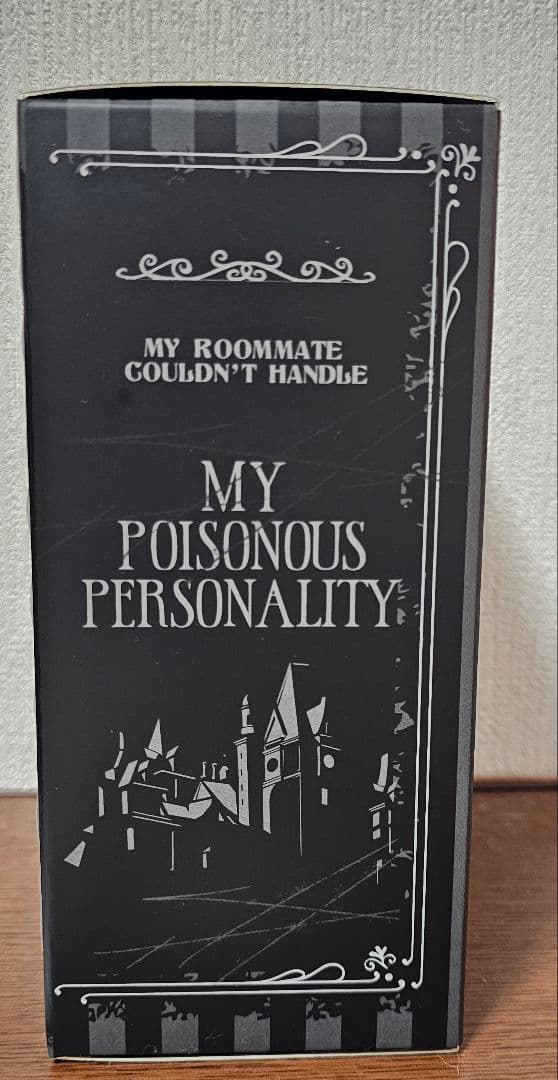 MY ROOMMATE
COULDN'T HANDLE
MY
POISONOUS
PERSONALITY